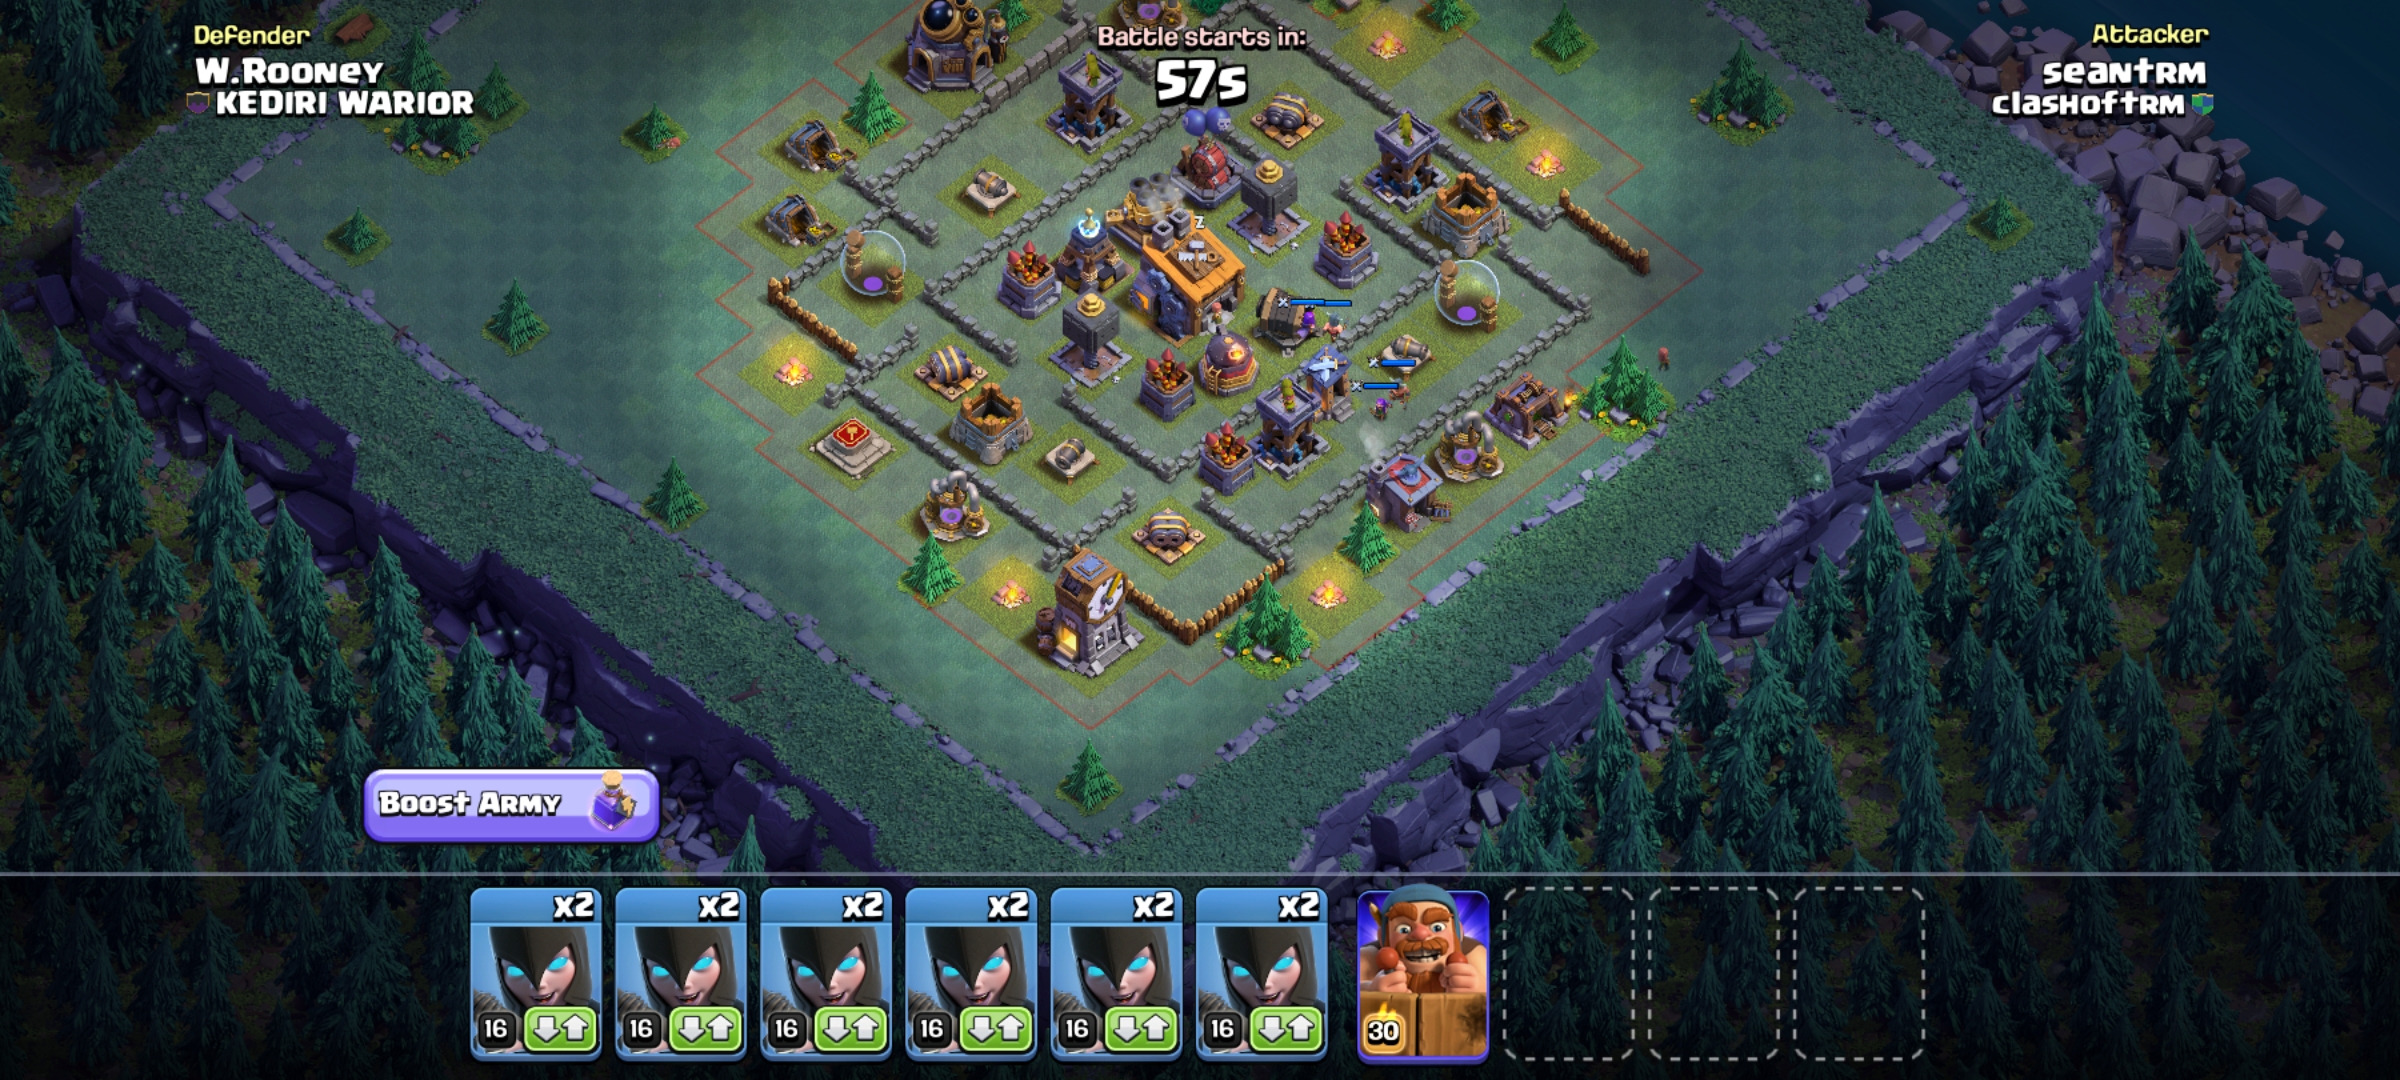 Defender
W.Rooney
KEDIRI WARIOR
Battle starts in:
57s
Attacker
seantRM
clashoftRM
z
Boost Army
x2
x2
x2
x2
x2
x2
16
16
16
16
16
16
30